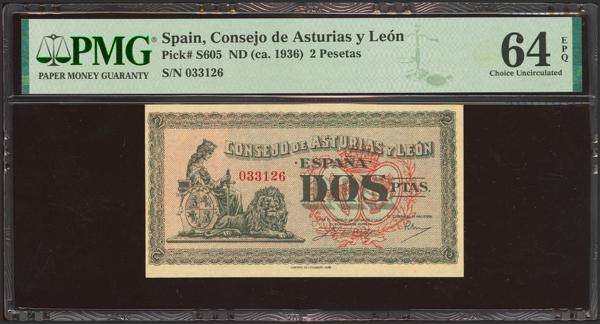 PMG
PAPER MONEY GUARANTY
Spain, Consejo de Asturias y León
Pick# S605 ND (ca. 1936) 2 Pesetas
S/N 033126
64 EPQ
Choice Uncirculated
CONSEJO DE ASTURIAS Y LEÓN
ESPAÑA
033126
DOS PTAS.